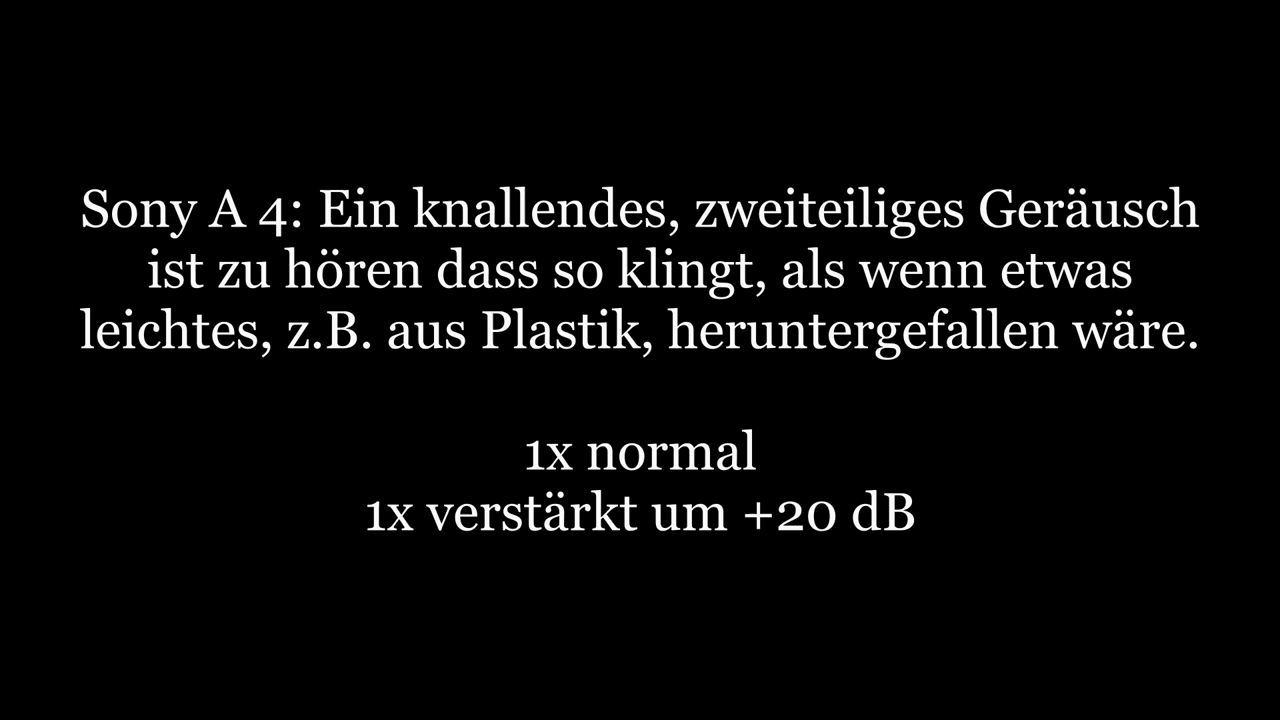 Sony A 4: Ein knallendes, zweiteiliges Geräusch
ist zu hören dass so klingt, als wenn etwas
leichtes, z.B. aus Plastik, heruntergefallen wäre.
1x normal
1x verstärkt um +20 dB